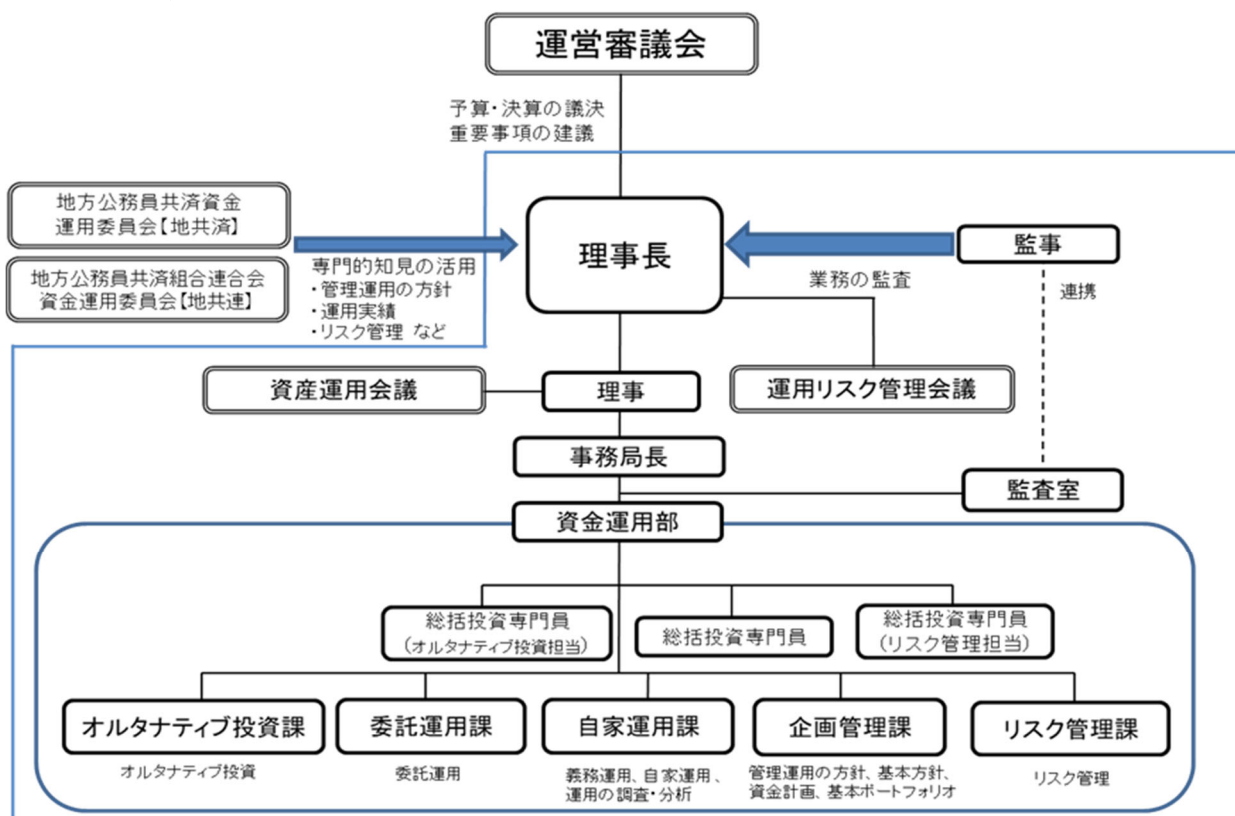 運営審議会
予算・決算の議決
重要事項の建議
地方公務員共済資金
運用委員会【地共済】
地方公務員共済組合連合会
資金運用委員会【地共連】
専門的知見の活用
・管理運用の方針
・運用実績
・リスク管理 など
理事長
業務の監査
監事
連携
資産運用会議
理事
運用リスク管理会議
事務局長
監査室
資金運用部
総括投資専門員
(オルタナティブ投資担当)
総括投資専門員
総括投資専門員
(リスク管理担当)
オルタナティブ投資課
委託運用課
自家運用課
企画管理課
リスク管理課
オルタナティブ投資
委託運用
義務運用、自家運用、
運用の調査・分析
管理運用の方針、基本方針、
資金計画、基本ポートフォリオ
リスク管理